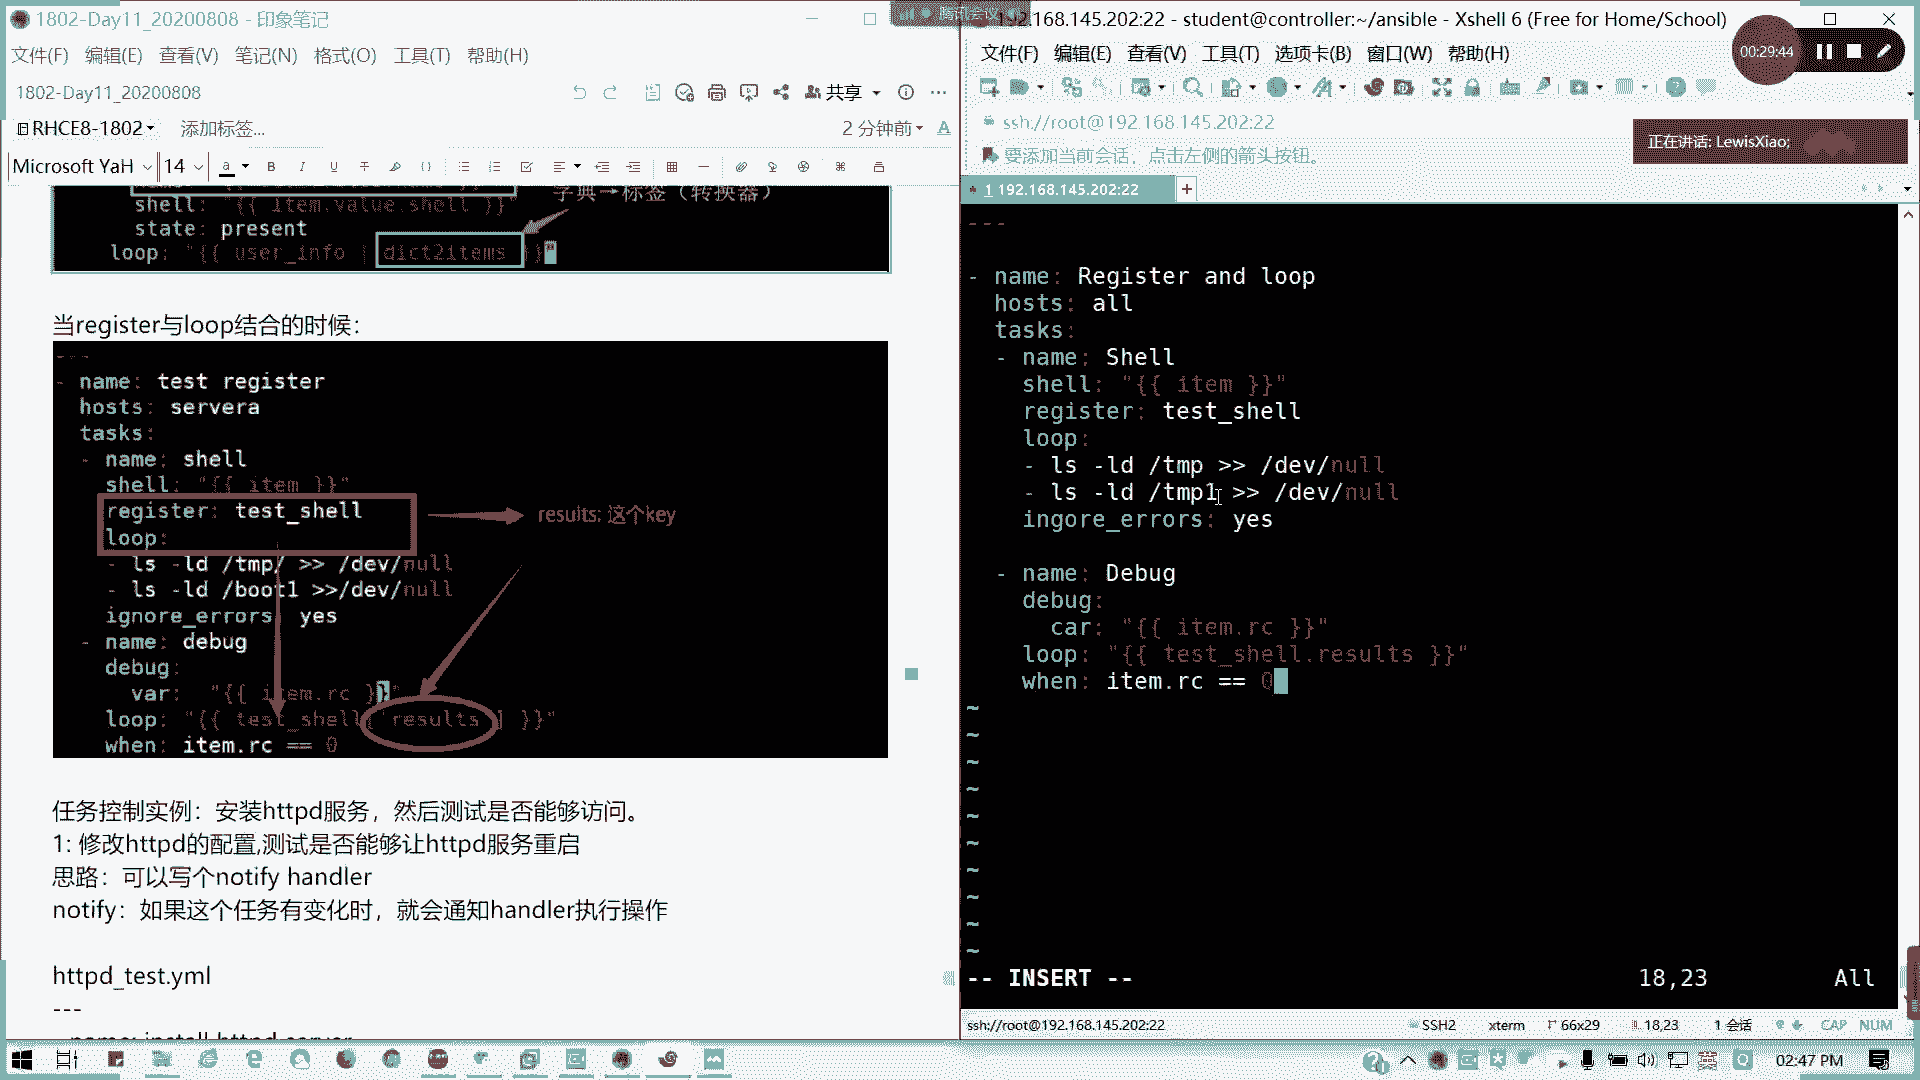 1802-Day11_20200808 - 印象笔记
文件(F) 编辑(E) 查看(V) 笔记(N) 格式(O) 工具(T) 帮助(H)
1802-Day11_20200808
共享
RHCE8-1802
添加标签...
2 分钟前
Microsoft YaH
14
字典→标签（转换器）
shell: "{{ item.value.shell }}"
state: present
loop: "{{ user_info | dict2items }}"
当register与loop结合的时候：
---
- name: test register
hosts: servera
tasks:
- name: shell
shell: "{{ item }}"
register: test_shell
loop:
- ls -ld /tmp/ >> /dev/null
- ls -ld /boot1 >>/dev/null
ignore_errors: yes
- name: debug
debug:
var: "{{ item.rc }}"
loop: "{{ test_shell['results'] }}"
when: item.rc == 0
results: 这个key
任务控制实例：安装httpd服务，然后测试是否能够访问。
1: 修改httpd的配置,测试是否能够让httpd服务重启
思路：可以写个notify handler
notify：如果这个任务有变化时，就会通知handler执行操作
httpd_test.yml
---
- name: install httpd server
腾讯会议
192.168.145.202:22 - student@controller:~/ansible - Xshell 6 (Free for Home/School)
文件(F) 编辑(E) 查看(V) 工具(T) 选项卡(B) 窗口(W) 帮助(H)
00:29:44
ssh://root@192.168.145.202:22
要添加当前会话，点击左侧的箭头按钮。
正在讲话: LewisXiao;
1 192.168.145.202:22
---
- name: Register and loop
hosts: all
tasks:
- name: Shell
shell: "{{ item }}"
register: test_shell
loop:
- ls -ld /tmp >> /dev/null
- ls -ld /tmp1 >> /dev/null
ingore_errors: yes
- name: Debug
debug:
car: "{{ item.rc }}"
loop: "{{ test_shell.results }}"
when: item.rc == 0
~
~
~
~
~
~
~
~
~
~
-- INSERT --
18,23
All
ssh://root@192.168.145.202:22
SSH2
xterm
66x29
18,23
1 会话
CAP
NUM
英
02:47 PM